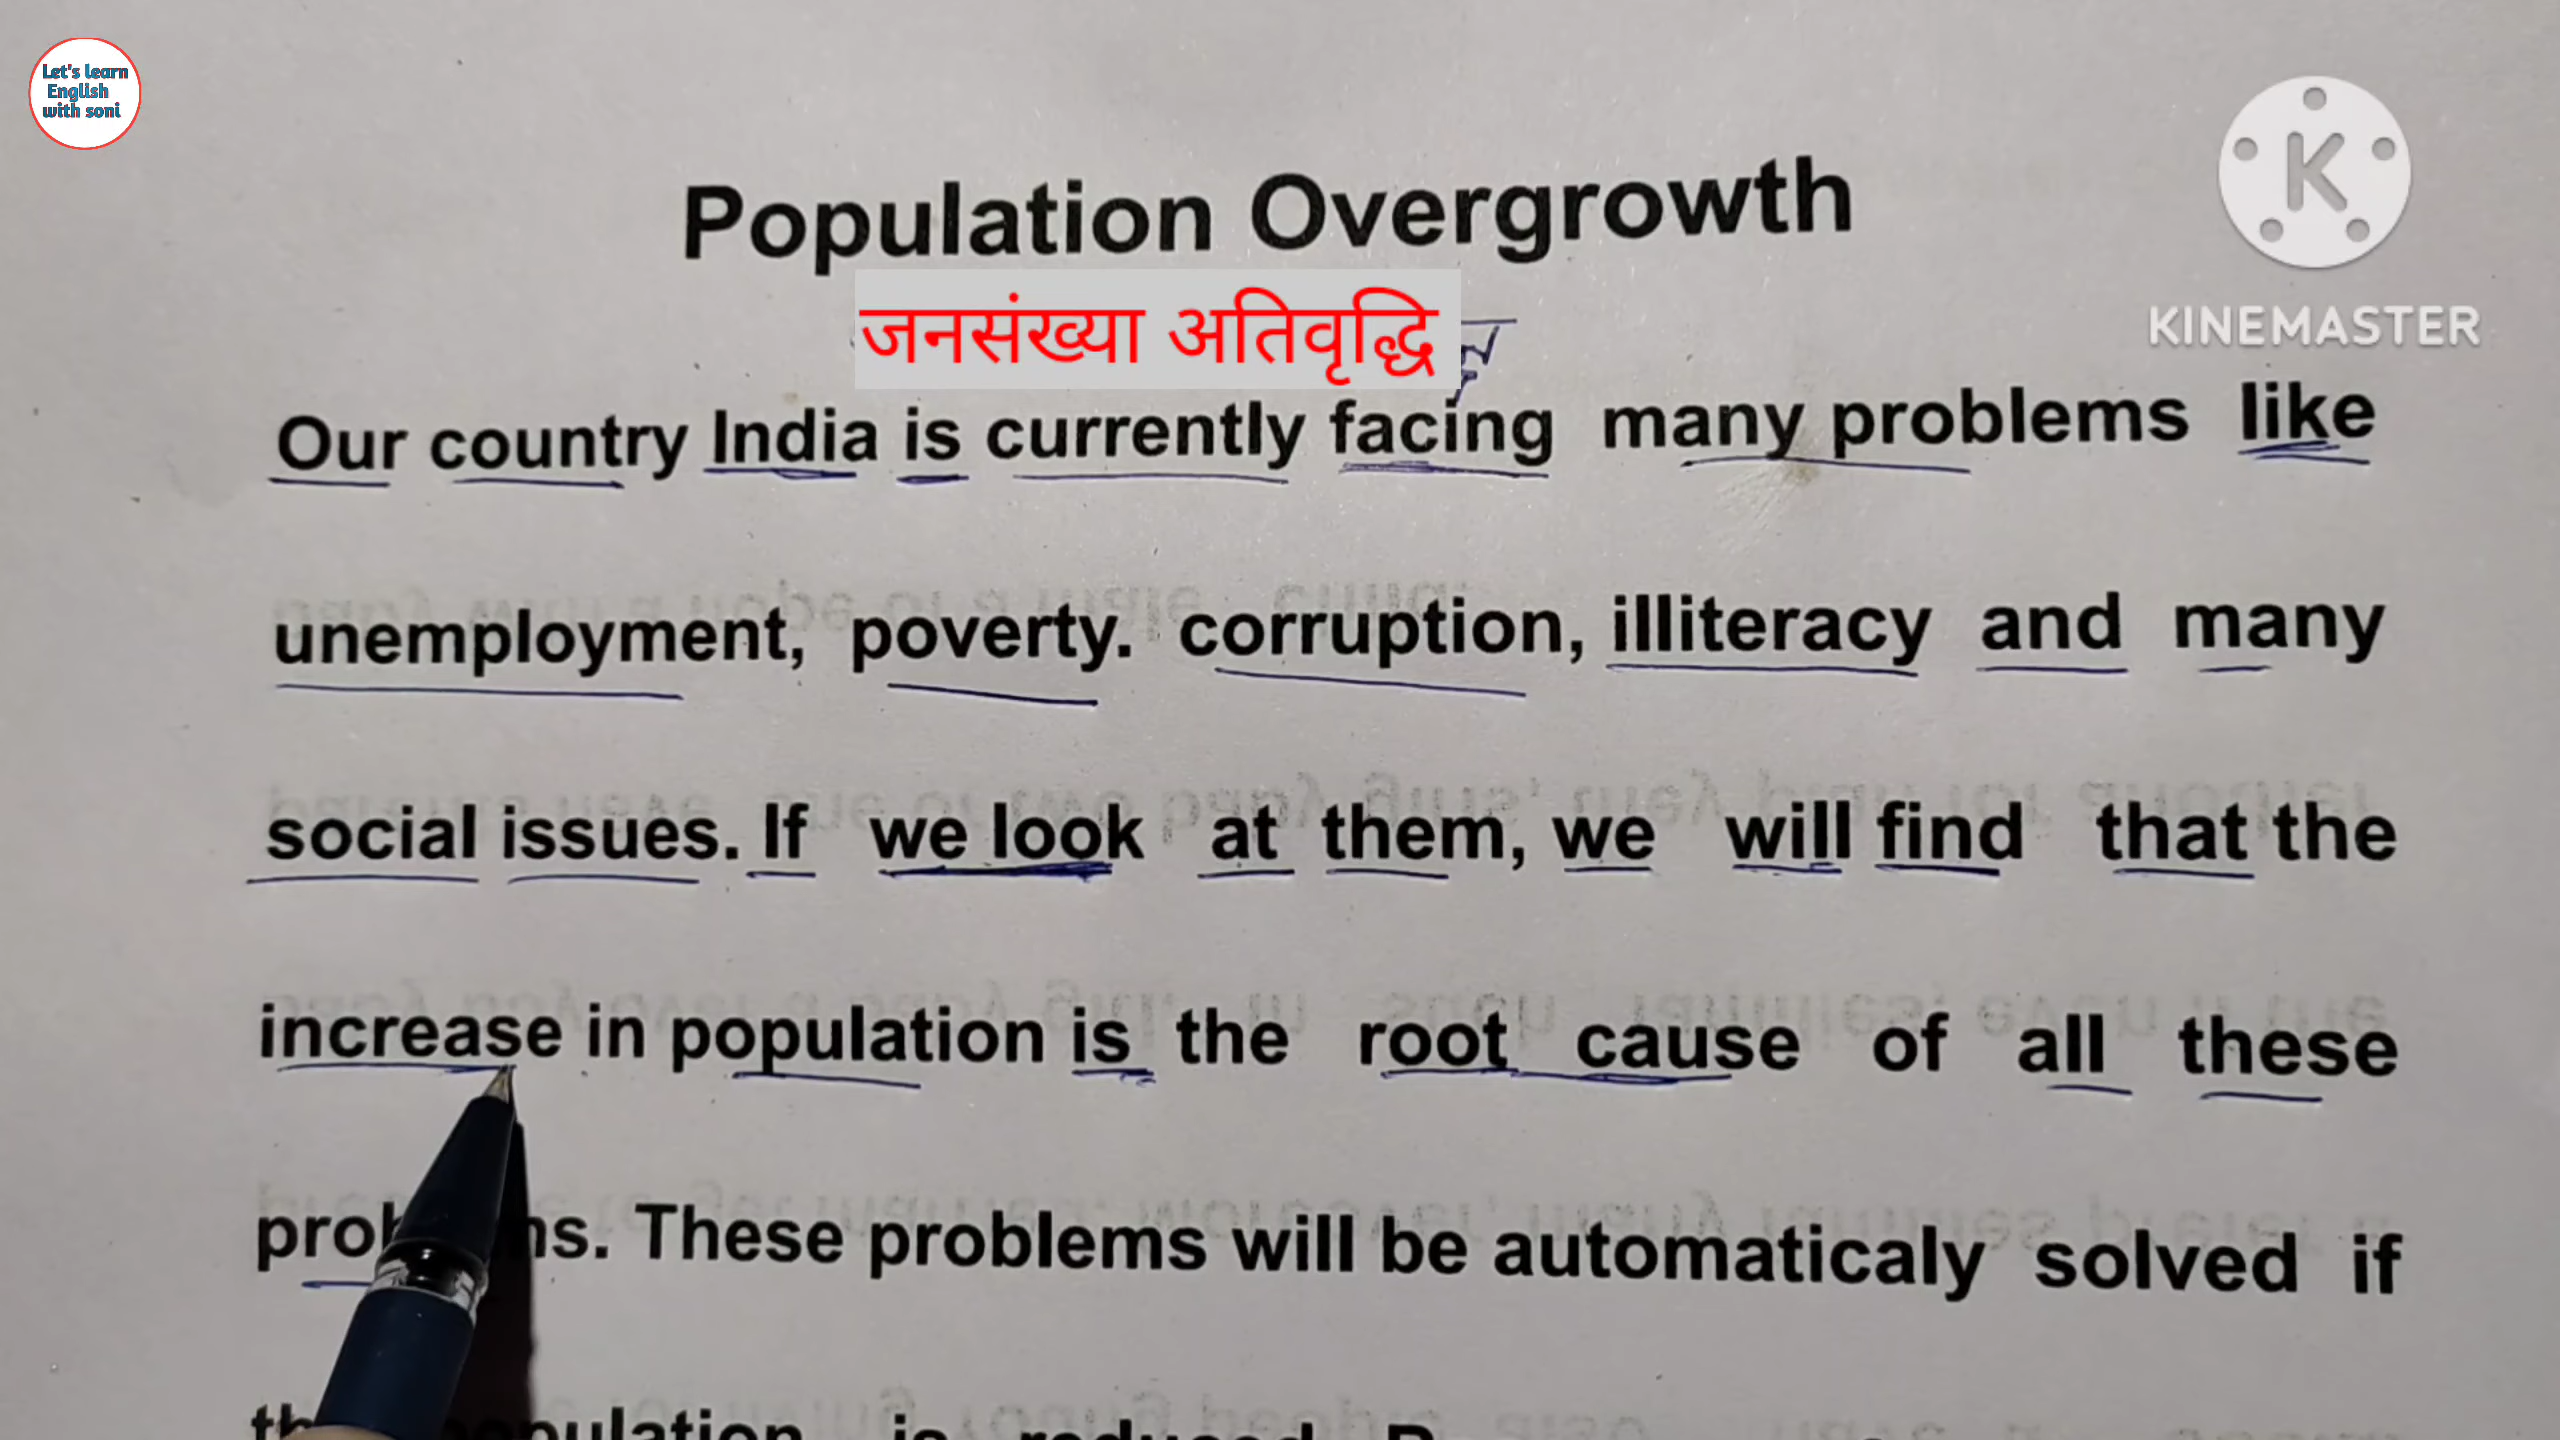 Let's learn
English
with soni
KINEMASTER
Population Overgrowth
जनसंख्या अतिवृद्धि
Our country India is currently facing many problems like
unemployment, poverty. corruption, illiteracy and many
social issues. If we look at them, we will find that the
increase in population is the root cause of all these
These problems will be automaticaly solved if
is reduced